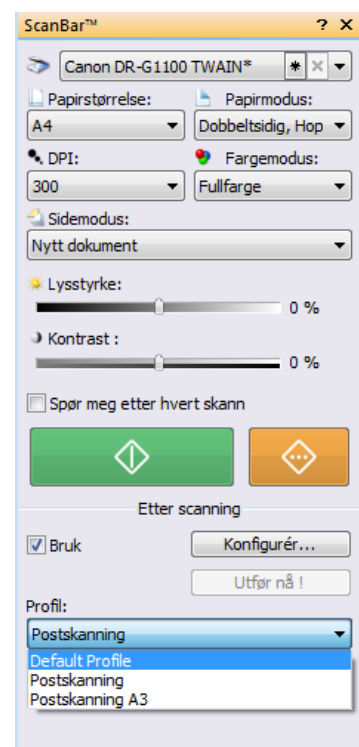 ScanBar™ ? X
Canon DR-G1100 TWAIN*
Papirstørrelse: Papirmodus:
A4 Dobbeltsidig, Hop
DPI: Fargemodus:
300 Fullfarge
Sidemodus:
Nytt dokument
Lysstyrke:
0 %
Kontrast :
0 %
Spør meg etter hvert skann
Etter scanning
Bruk Konfigurér...
Utfør nå !
Profil:
Postskanning
Default Profile
Postskanning
Postskanning A3